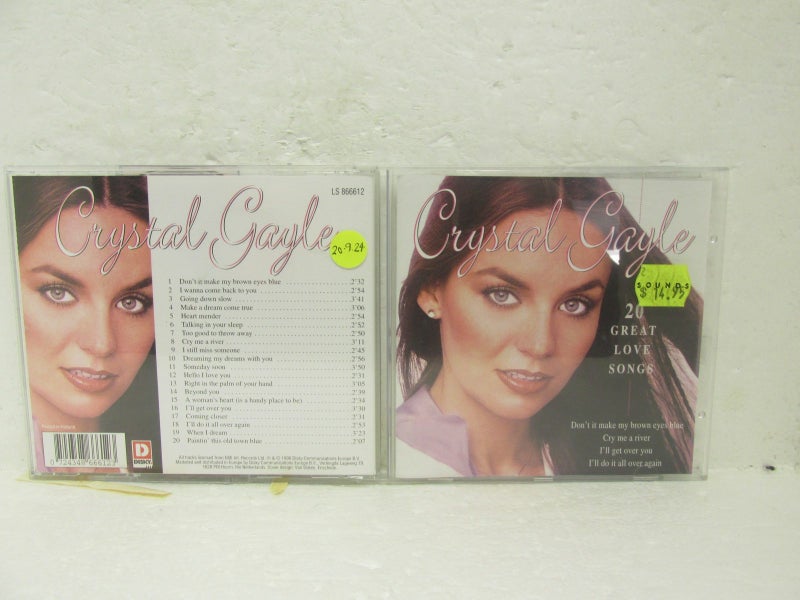 Crystal Gayle
LS 866612
20-9-24
1 Don't it make my brown eyes blue 2'32
2 I wanna come back to you 2'54
3 Going down slow 3'41
4 Make a dream come true 3'06
5 Heart mender 2'54
6 Talking in your sleep 2'52
7 Too good to throw away 2'50
8 Cry me a river 3'11
9 I still miss someone 2'45
10 Dreaming my dreams with you 2'56
11 Someday soon 3'50
12 Hello I love you 2'31
13 Right in the palm of your hand 3'05
14 Beyond you 2'39
15 A woman's heart (is a handy place to be) 2'34
16 I'll get over you 3'30
17 Coming closer 2'31
18 I'll do it all over again 2'53
19 When I dream 3'23
20 Paintin' this old town blue 2'07
DISKY
0 724348 666123
Crystal Gayle
SOUNDS
$14.95
20
GREAT
LOVE
SONGS
Don't it make my brown eyes blue
Cry me a river
I'll get over you
I'll do it all over again